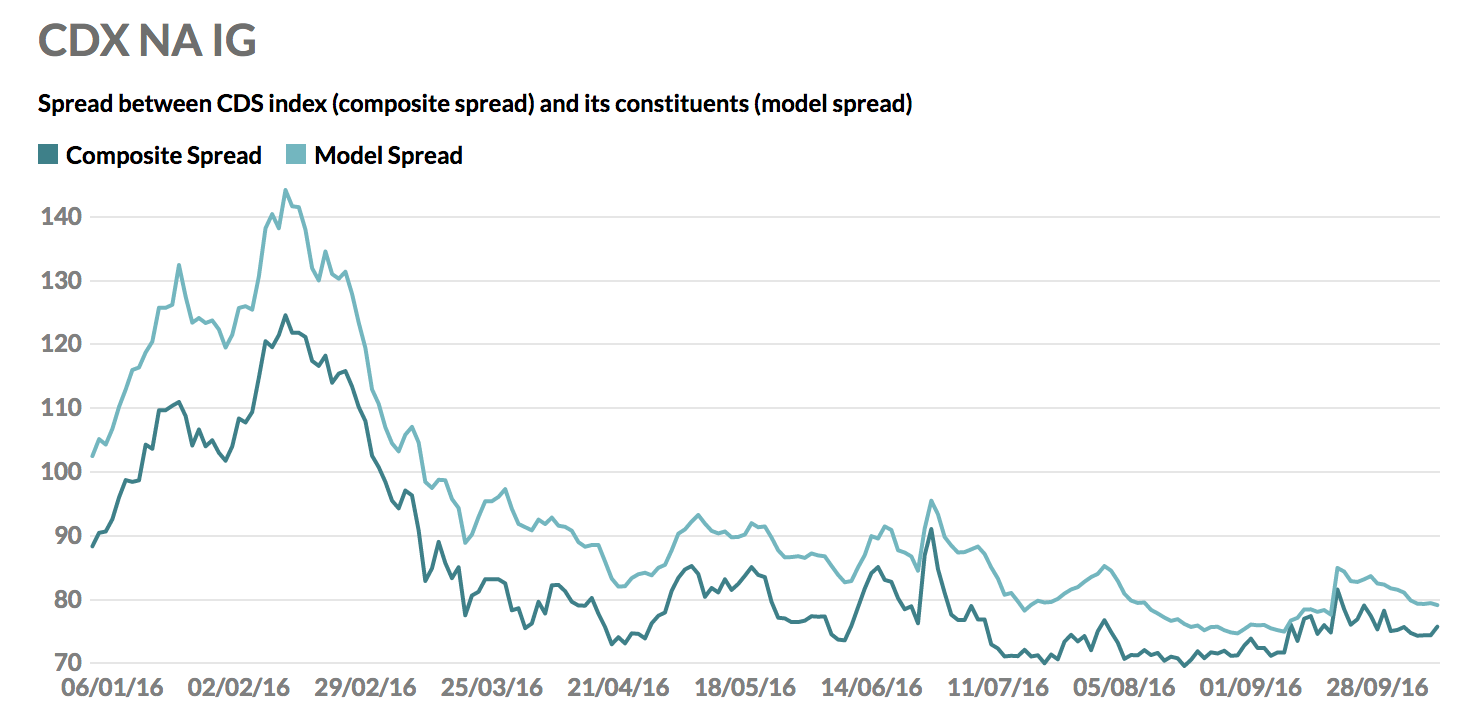 CDX NA IG
Spread between CDS index (composite spread) and its constituents (model spread)
Composite Spread Model Spread
140
130
120
110
100
90
80
70
06/01/16 02/02/16 29/02/16 25/03/16 21/04/16 18/05/16 14/06/16 11/07/16 05/08/16 01/09/16 28/09/16